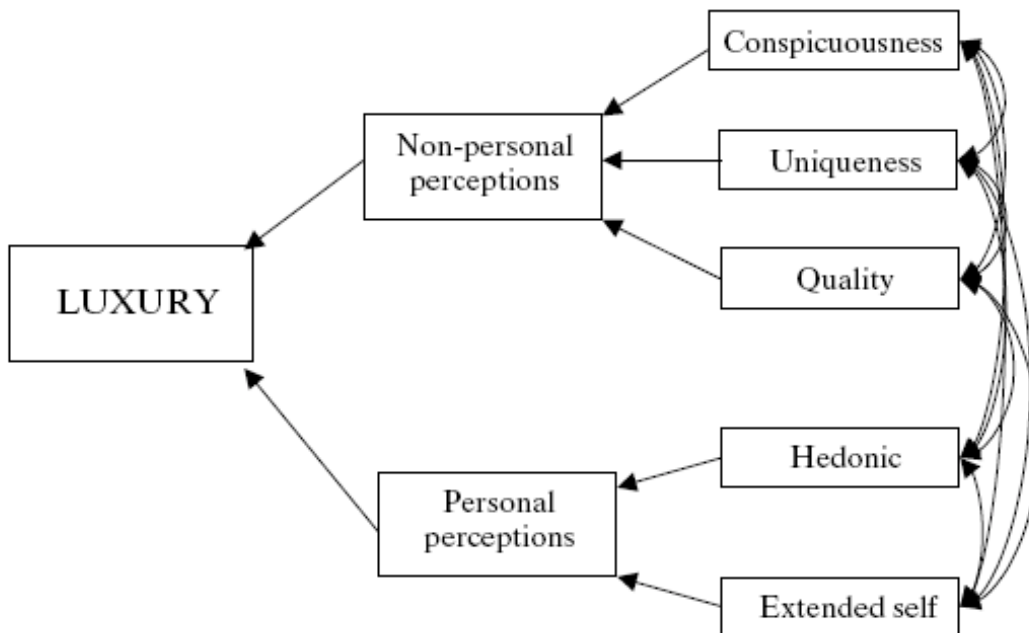 Conspicuousness
Non-personal
perceptions
Uniqueness
Quality
LUXURY
Hedonic
Personal
perceptions
Extended self